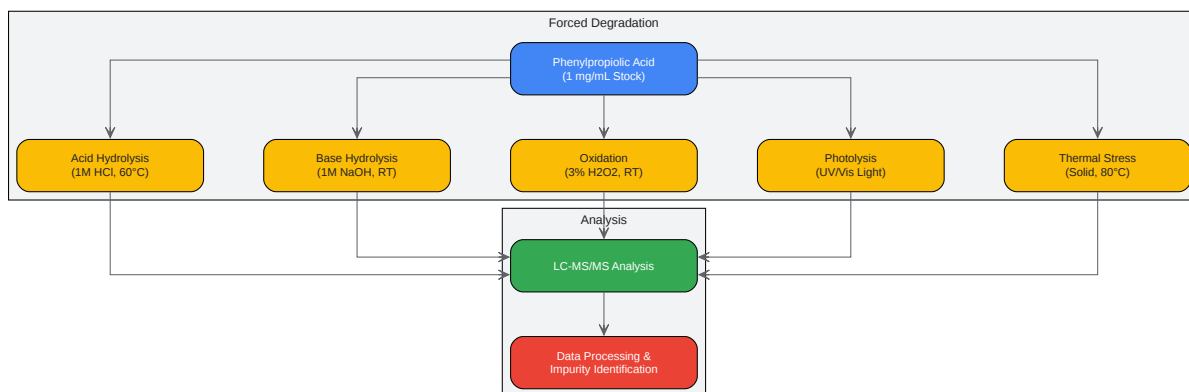 Forced Degradation
Phenylpropiolic Acid
(1 mg/mL Stock)
Acid Hydrolysis
(1M HCl, 60°C)
Base Hydrolysis
(1M NaOH, RT)
Oxidation
(3% H2O2, RT)
Photolysis
(UV/Vis Light)
Thermal Stress
(Solid, 80°C)
Analysis
LC-MS/MS Analysis
Data Processing &
Impurity Identification